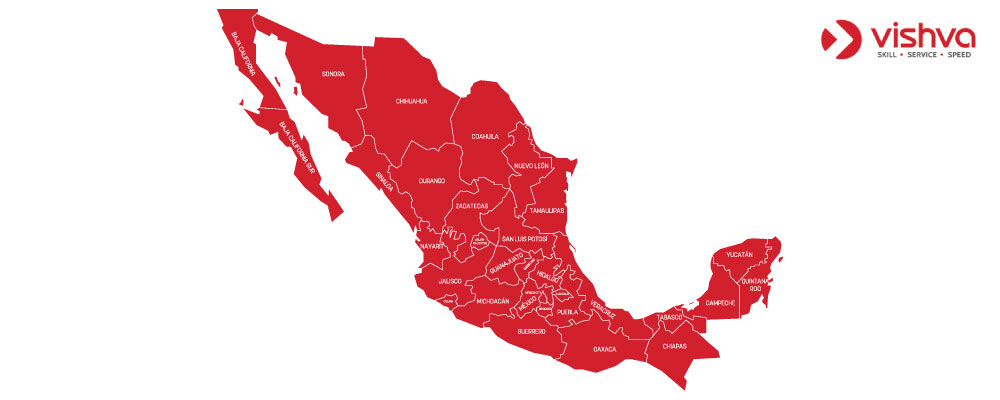 vishva
SKILL • SERVICE • SPEED
BAJA CALIFORNIA
SONORA
CHIHUAHUA
COAHUILA
BAJA CALIFORNIA SUR
SINALOA
DURANGO
NUEVO LEÓN
ZACATECAS
TAMAULIPAS
SAN LUIS POTOSÍ
NAYARIT
YUCATÁN
GUANAJUATO
HIDALGO
JALISCO
QUINTANA
ROO
MICHOACÁN
MÉXICO
CAMPECHE
VERACRUZ
PUEBLA
TABASCO
GUERRERO
OAXACA
CHIAPAS